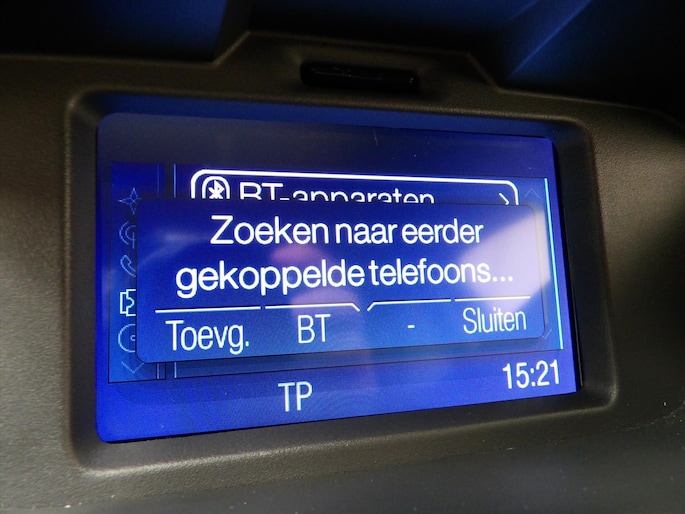 BT-apparaten
Zoeken naar eerder
gekoppelde telefoons...
Toevg. BT - Sluiten
TP 15:21